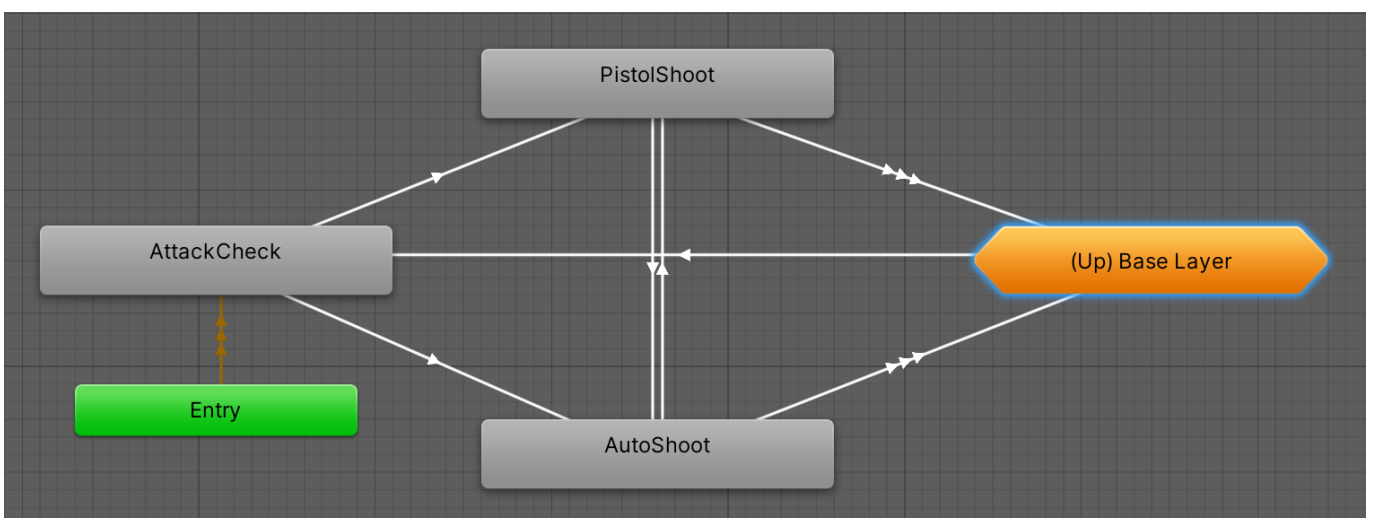 PistolShoot
AttackCheck
(Up) Base Layer
Entry
AutoShoot